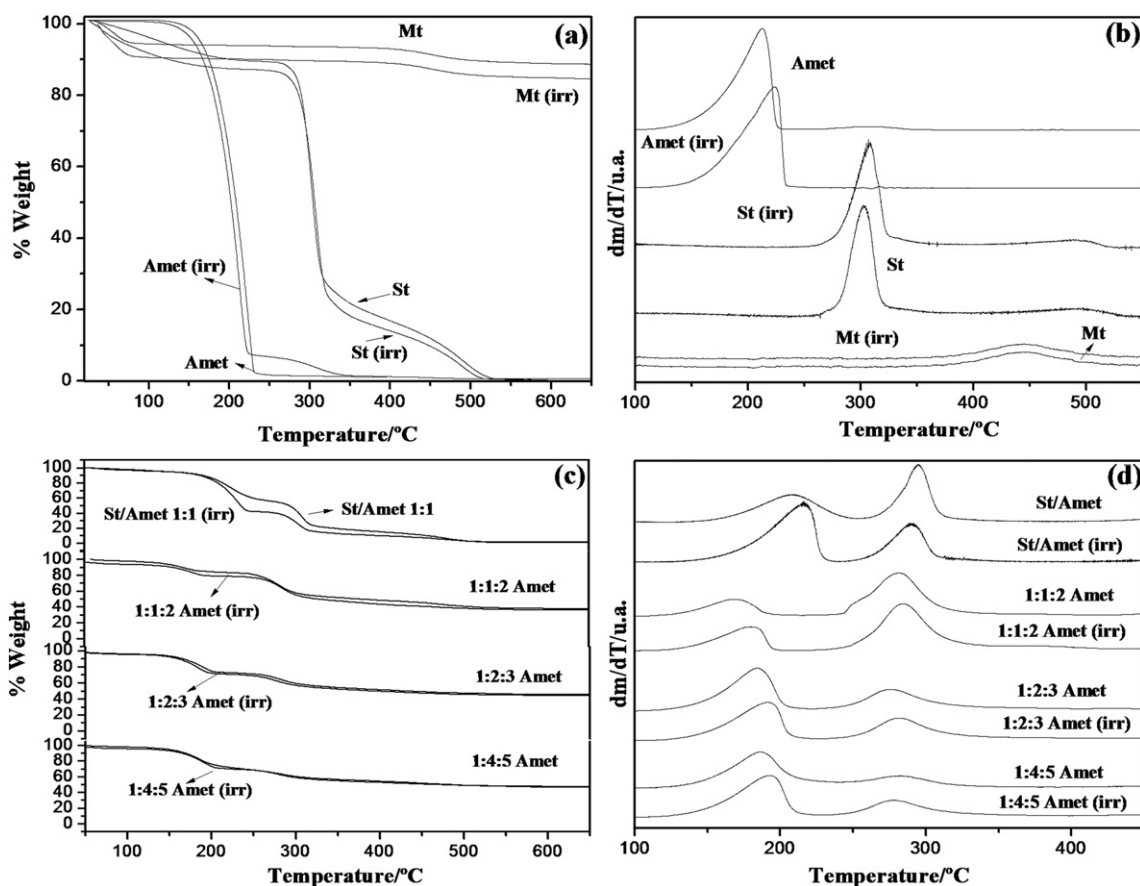 (a)
Mt
Mt (irr)
Amet (irr)
St
St (irr)
Amet
% Weight
100
80
60
40
20
0
100 200 300 400 500 600
Temperature/ºC
(b)
Amet
Amet (irr)
St (irr)
St
Mt (irr)
Mt
dm/dT/u.a.
100 200 300 400 500
Temperature/ºC
(c)
St/Amet 1:1 (irr)
St/Amet 1:1
1:1:2 Amet
1:1:2 Amet (irr)
1:2:3 Amet
1:2:3 Amet (irr)
1:4:5 Amet
1:4:5 Amet (irr)
% Weight
100
80
60
40
20
0
100
80
60
40
20
0
100
80
60
40
20
0
100
80
60
40
20
0
100 200 300 400 500 600
Temperature/ºC
(d)
St/Amet
St/Amet (irr)
1:1:2 Amet
1:1:2 Amet (irr)
1:2:3 Amet
1:2:3 Amet (irr)
1:4:5 Amet
1:4:5 Amet (irr)
dm/dT/u.a.
100 200 300 400
Temperature/ºC